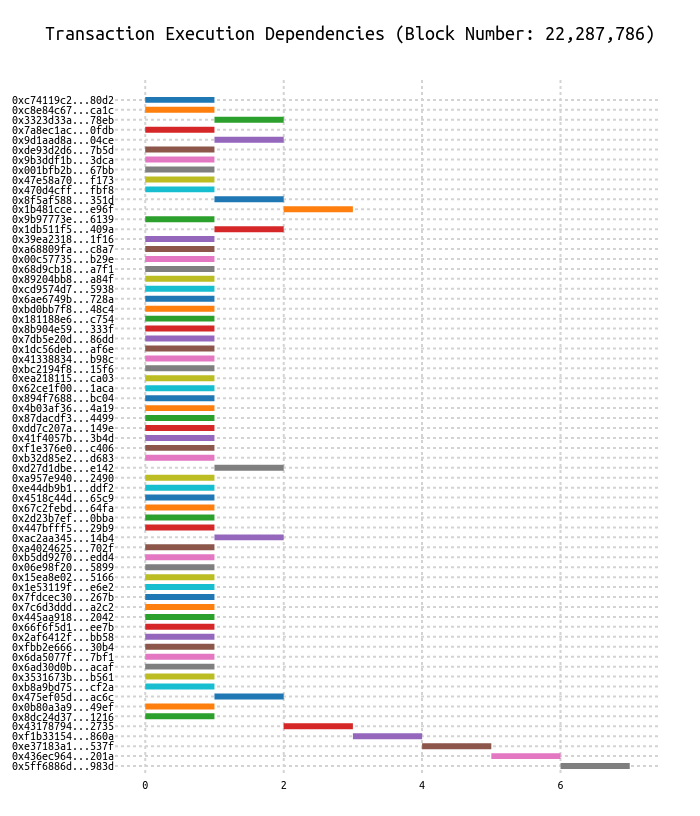 Transaction Execution Dependencies (Block Number: 22,287,786)
0xc74119c2...80d2
0xc8e84c67...ca1c
0x3323d33a...78eb
0x7a8ec1ac...0fdb
0x9d1aad8a...04ce
0xde93d2d6...7b5d
0x9b3ddf1b...3dca
0x001bfb2b...67bb
0x47e58a70...f173
0x470d4cff...fbf8
0x8f5af588...351d
0x1b481cce...e96f
0x9b97773e...6139
0x1db511f5...409a
0x39ea2318...1f16
0xa68809fa...c8a7
0x00c57735...b29e
0x68d9cb18...a7f1
0x89204bb8...a84f
0xcd9574d7...5938
0x6ae6749b...728a
0xbd0bb7f8...48c4
0x181188e6...c754
0x8b904e59...333f
0x7db5e20d...86dd
0x1dc56deb...af6e
0x41338834...b98c
0xbc2194f8...15f6
0xea218115...ca03
0x62ce1f00...1aca
0x894f7688...bc04
0x4b03af36...4a19
0x87dacdf3...4499
0xdd7c207a...149e
0x41f4057b...3b4d
0xf1e376e0...c406
0xb32d85e2...d683
0xd27d1dbe...e142
0xa957e940...2490
0xe44db9b1...ddf2
0x4518c44d...65c9
0x67c2febd...64fa
0x2d23b7ef...0bba
0x447bfff5...29b9
0xac2aa345...14b4
0xa4024625...702f
0xb5dd9270...edd4
0x06e98f20...5899
0x15ea8e02...5166
0x1e53119f...e6e2
0x7fdcec30...267b
0x7c6d3ddd...a2c2
0x445aa918...2042
0x66f6f5d1...ee7b
0x2af6412f...bb58
0xfbb2e666...30b4
0x6da5077f...7bf1
0x6ad30d0b...acaf
0x3531673b...b561
0xb8a9bd75...cf2a
0x475ef05d...ac6c
0x0b80a3a9...49ef
0x8dc24d37...1216
0x43178794...2735
0xf1b33154...860a
0xe37183a1...537f
0x436ec964...201a
0x5ff6886d...983d
0 2 4 6